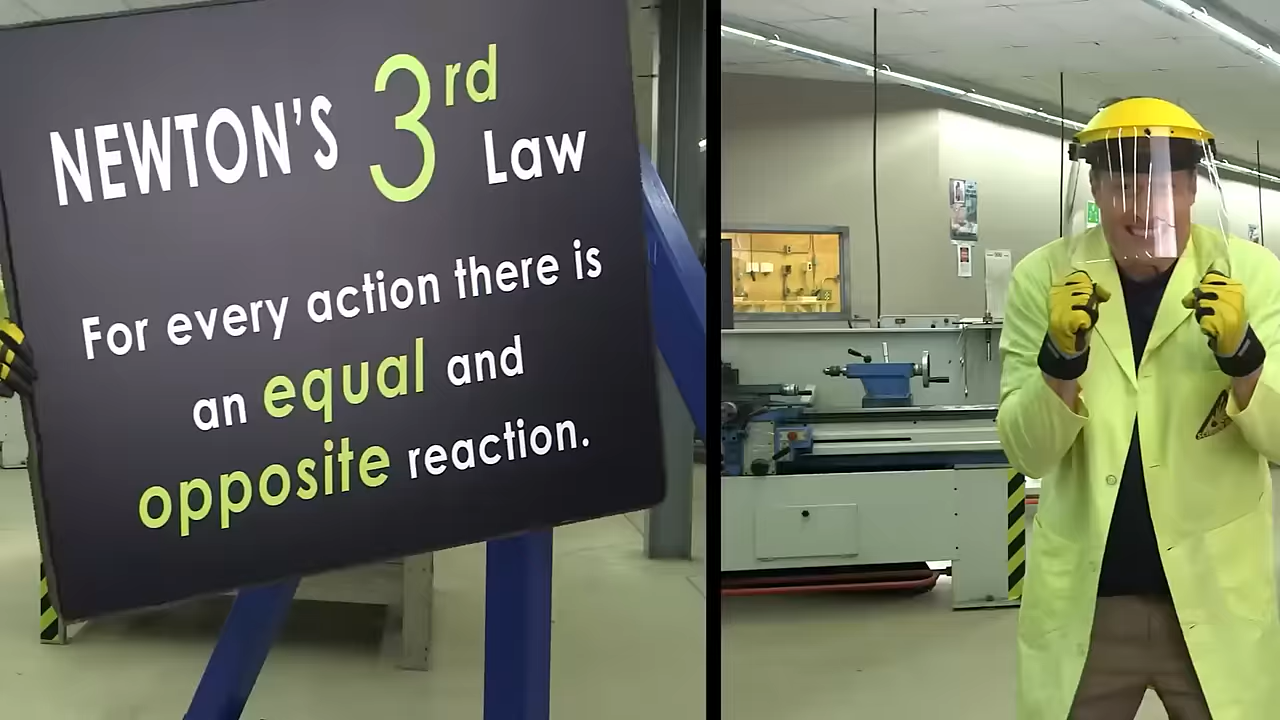 NEWTON'S 3rd Law
For every action there is
an equal and
opposite reaction.